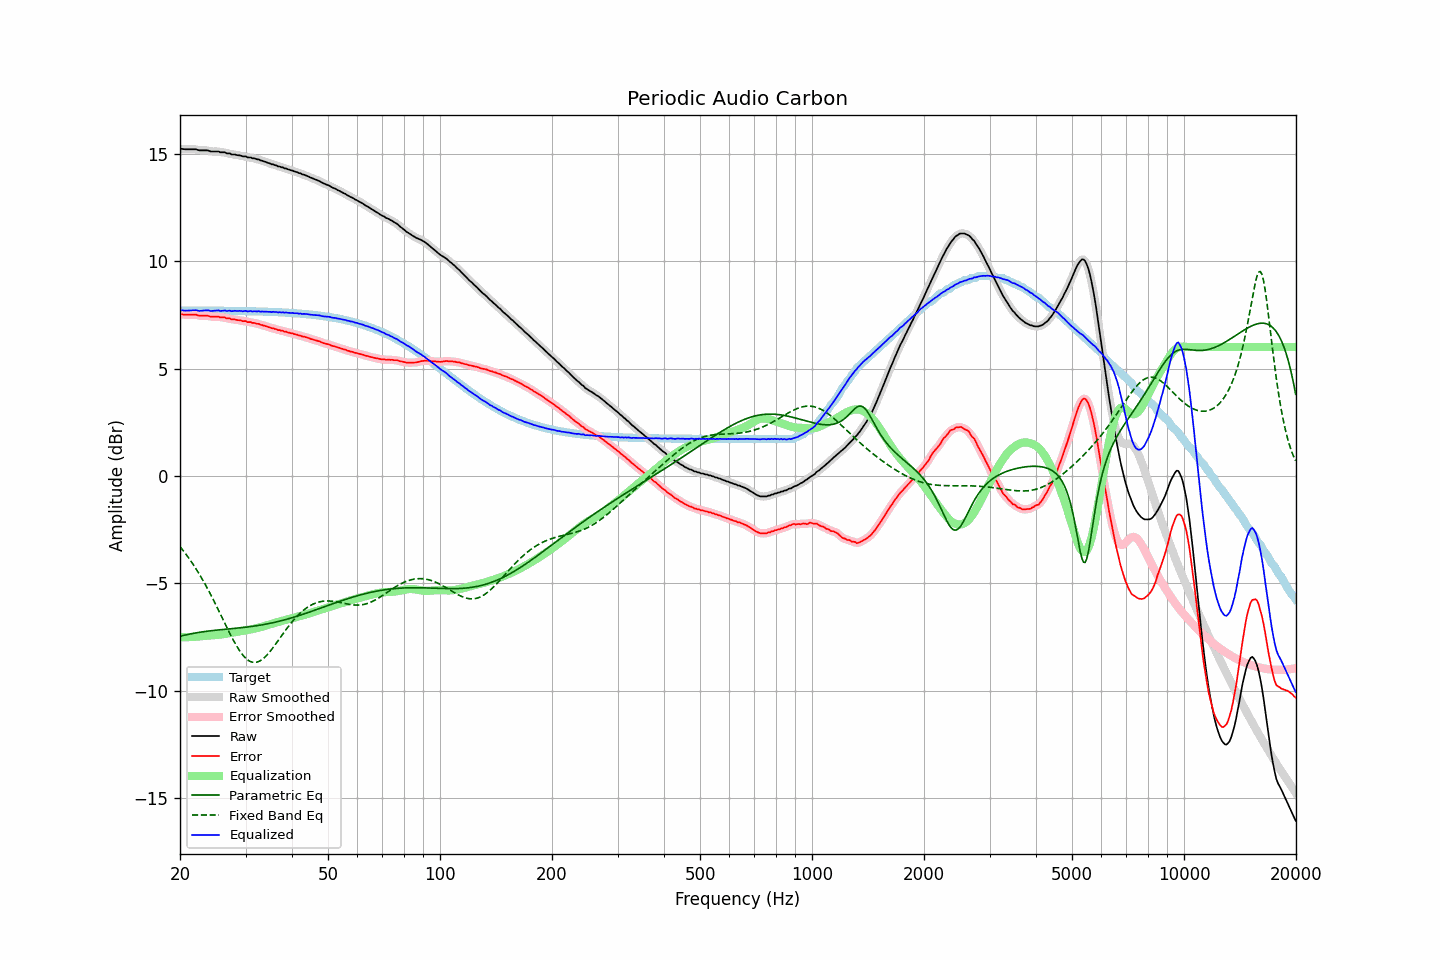 Periodic Audio Carbon
Amplitude (dBr)
15
10
5
0
−5
−10
−15
Target
Raw Smoothed
Error Smoothed
Raw
Error
Equalization
Parametric Eq
Fixed Band Eq
Equalized
20 50 100 200 500 1000 2000 5000 10000 20000
Frequency (Hz)